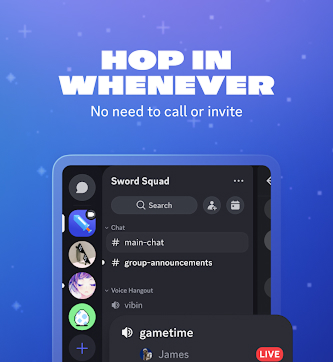 HOP IN
WHENEVER
No need to call or invite
Sword Squad
Search
Chat
# main-chat
# group-announcements
Voice Hangout
vibin
gametime
James
LIVE